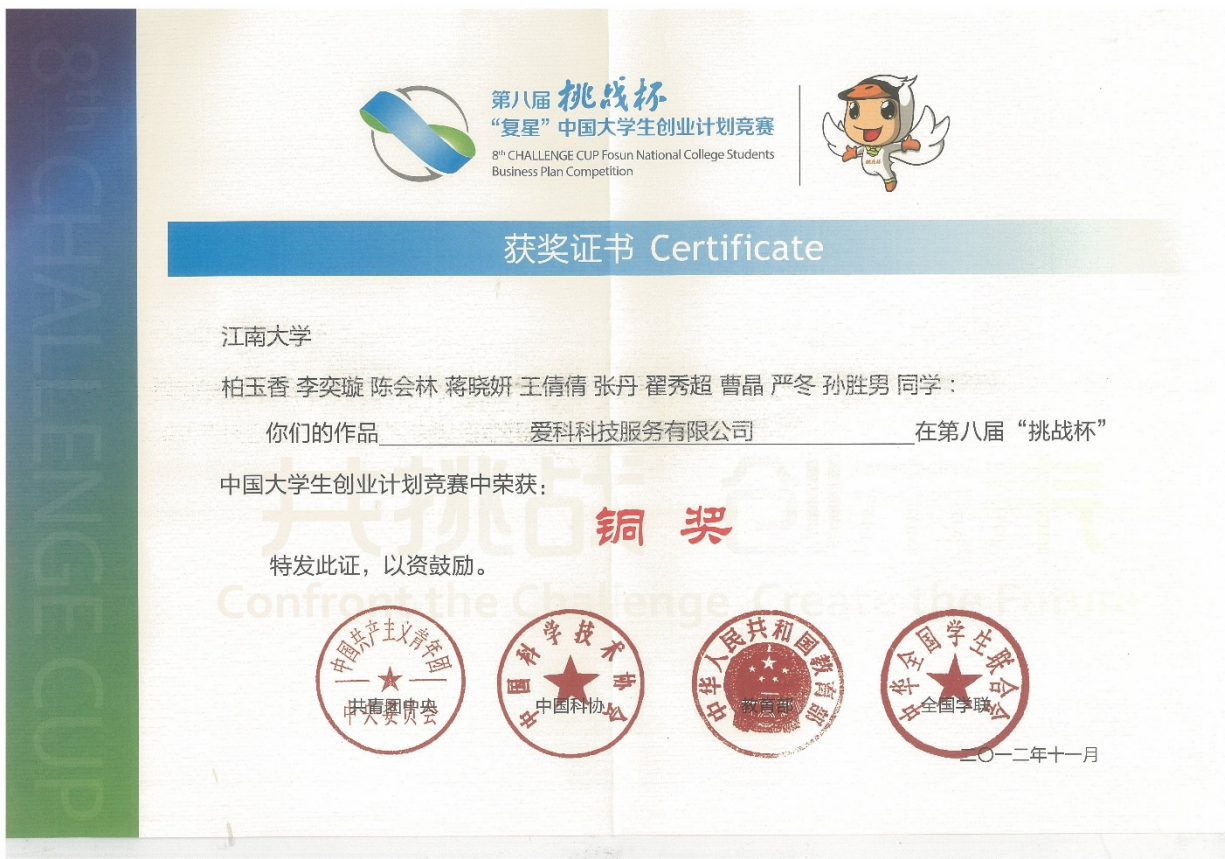 8th CHALLENGE CUP
第八届 挑战杯
“复星”中国大学生创业计划竞赛
8th CHALLENGE CUP Fosun National College Students
Business Plan Competition
获奖证书 Certificate
江南大学
柏玉香 李奕璇 陈会林 蒋晓妍 王倩倩 张丹 翟秀超 曹晶 严冬 孙胜男 同学：
你们的作品 爱科科技服务有限公司 在第八届“挑战杯”
中国大学生创业计划竞赛中荣获：
铜 奖
特发此证，以资鼓励。
Confront the Challenge Create the Future
中国共产主义青年团
中央委员会
共青团中央
中国科学技术协会
中国科协
中华人民共和国教育部
教育部
中华全国学生联合会
全国学联
二〇一二年十一月